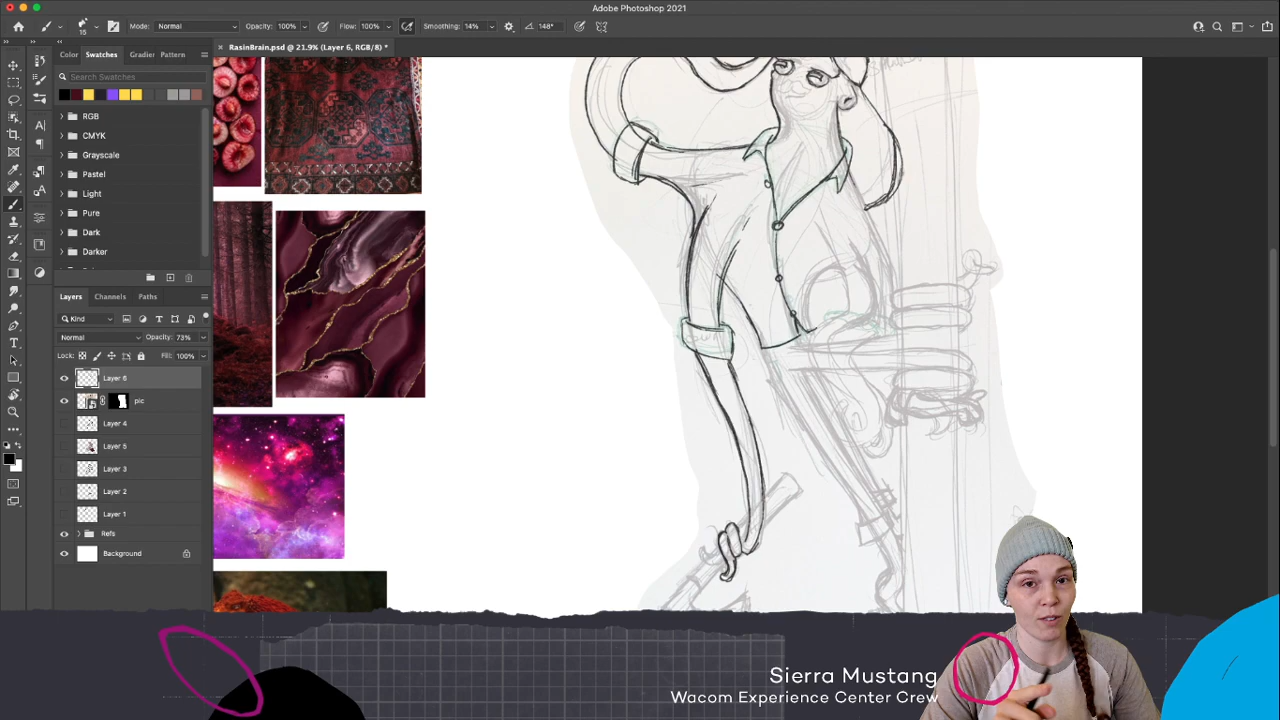 Adobe Photoshop 2021
15
Mode: Normal
Opacity: 100%
Flow: 100%
Smoothing: 14%
148°
Color
Swatches
Gradier
Pattern
× RasinBrain.psd @ 21.9% (Layer 6, RGB/8) *
Search Swatches
RGB
CMYK
Grayscale
Pastel
Light
Pure
Dark
Darker
Layers
Channels
Paths
Kind
Normal
Opacity: 73%
Lock:
Fill: 100%
Layer 6
pic
Layer 4
Layer 5
Layer 3
Layer 2
Layer 1
Refs
Background
Sierra Mustang
Wacom Experience Center Crew